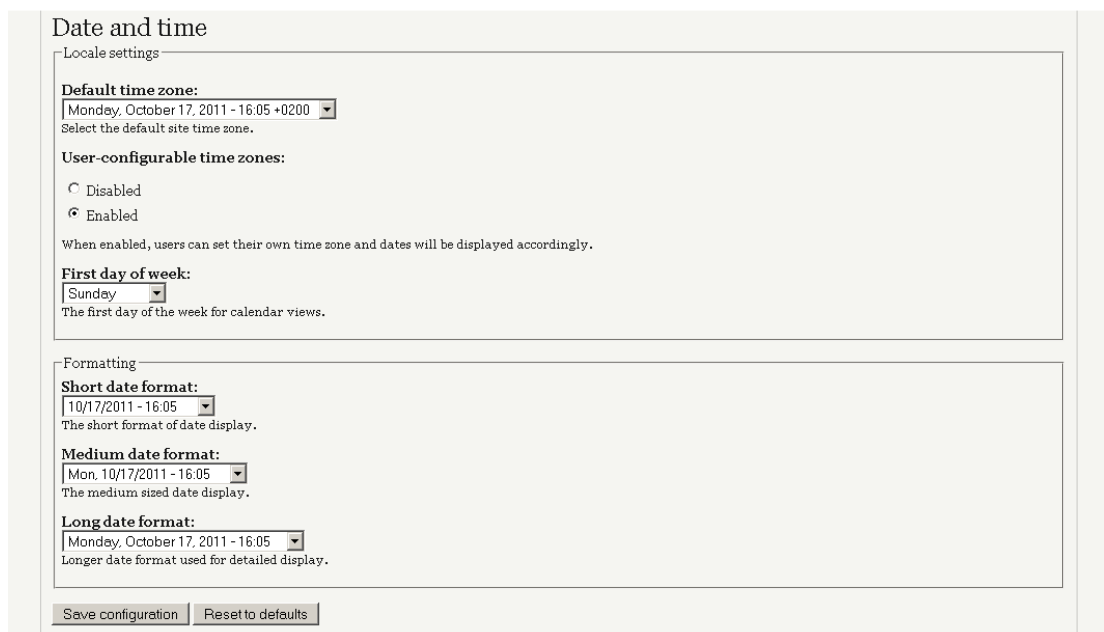 Date and time
Locale settings
Default time zone:
Monday, October 17, 2011 - 16:05 +0200
Select the default site time zone.
User-configurable time zones:
Disabled
Enabled
When enabled, users can set their own time zone and dates will be displayed accordingly.
First day of week:
Sunday
The first day of the week for calendar views.
Formatting
Short date format:
10/17/2011 - 16:05
The short format of date display.
Medium date format:
Mon, 10/17/2011 - 16:05
The medium sized date display.
Long date format:
Monday, October 17, 2011 - 16:05
Longer date format used for detailed display.
Save configuration Reset to defaults